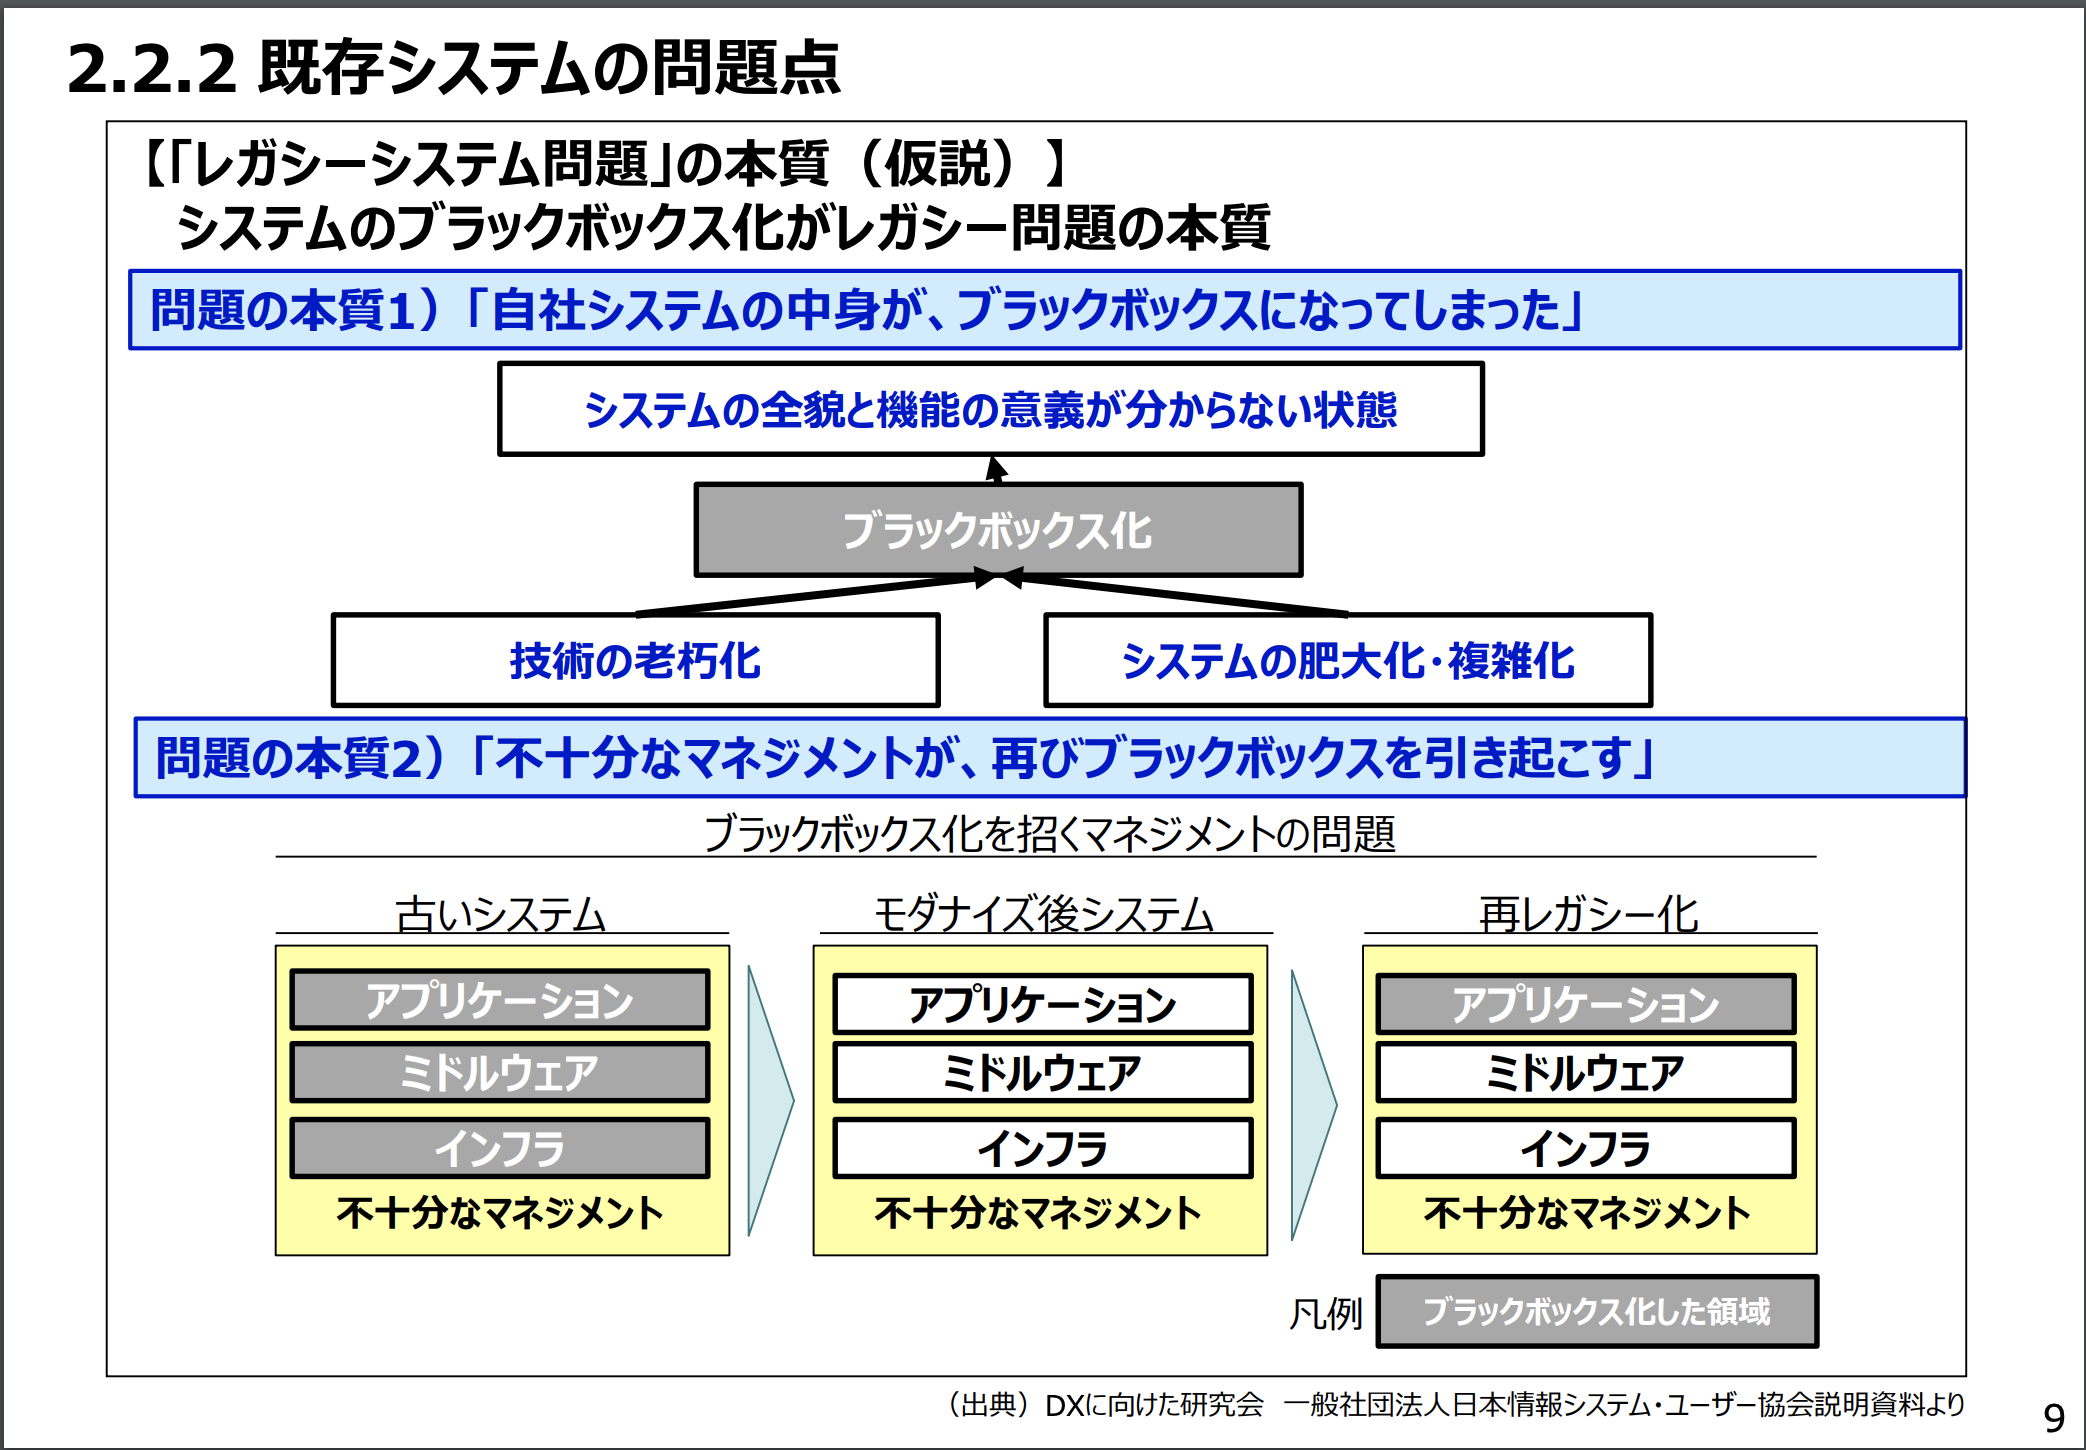 2.2.2 既存システムの問題点
【「レガシーシステム問題」の本質（仮説）】
システムのブラックボックス化がレガシー問題の本質
問題の本質1）「自社システムの中身が、ブラックボックスになってしまった」
システムの全貌と機能の意義が分からない状態
ブラックボックス化
技術の老朽化
システムの肥大化・複雑化
問題の本質2）「不十分なマネジメントが、再びブラックボックスを引き起こす」
ブラックボックス化を招くマネジメントの問題
古いシステム
アプリケーション
ミドルウェア
インフラ
不十分なマネジメント
モダナイズ後システム
アプリケーション
ミドルウェア
インフラ
不十分なマネジメント
再レガシー化
アプリケーション
ミドルウェア
インフラ
不十分なマネジメント
凡例
ブラックボックス化した領域
（出典）DXに向けた研究会　一般社団法人日本情報システム・ユーザー協会説明資料より
9